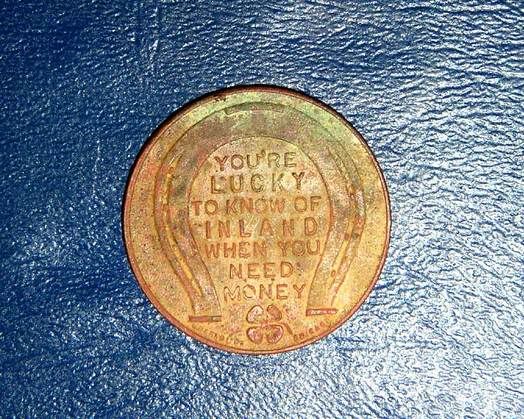 YOU'RE
LUCKY
TO KNOW OF
INLAND
WHEN YOU
NEED
MONEY